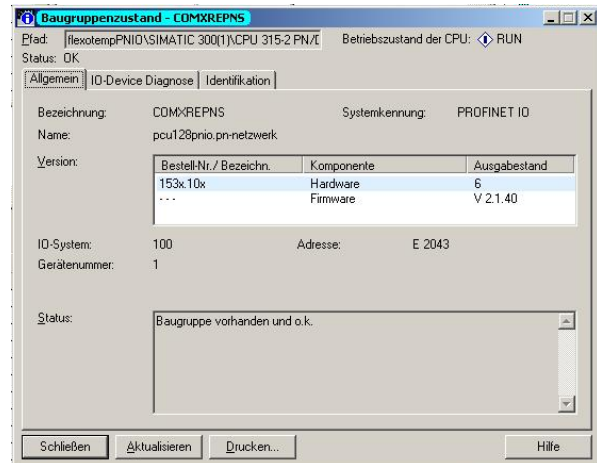 Baugruppenzustand - COMXREPNS
Pfad: flexotempPNIO\SIMATIC 300(1)\CPU 315-2 PN/D Betriebszustand der CPU: RUN
Status: OK
Allgemein IO-Device Diagnose Identifikation
Bezeichnung: COMXREPNS Systemkennung: PROFINET IO
Name: pcu128pnio.pn-netzwerk
Version: Bestell-Nr./ Bezeichn. Komponente Ausgabestand
153x.10x Hardware 6
- - - Firmware V 2.1.40
IO-System: 100 Adresse: E 2043
Gerätenummer: 1
Status: Baugruppe vorhanden und o.k.
Schließen Aktualisieren Drucken... Hilfe